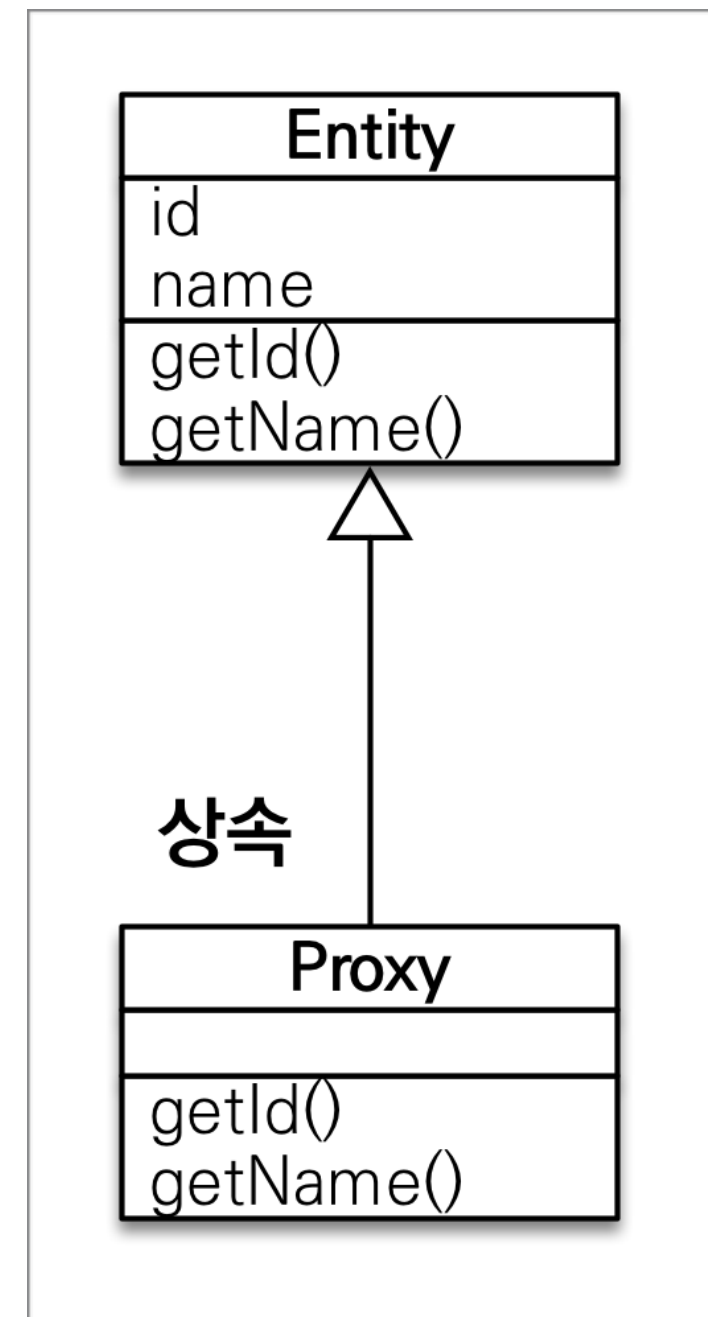 Entity
id
name
getId()
getName()
상속
Proxy
getId()
getName()